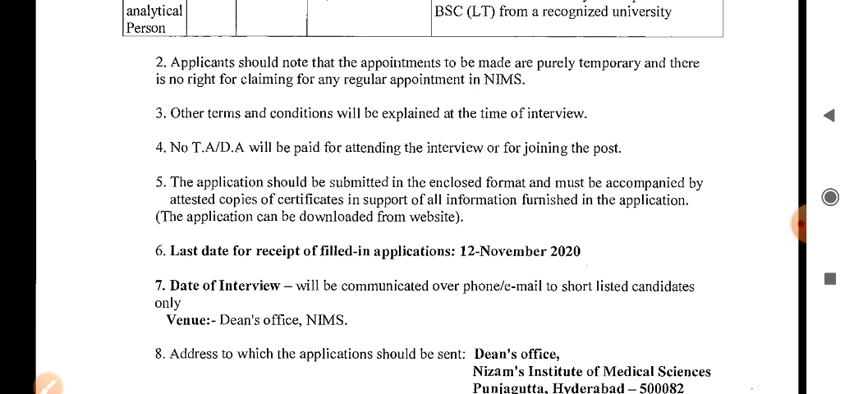 analytical
Person
BSC (LT) from a recognized university
2. Applicants should note that the appointments to be made are purely temporary and there
is no right for claiming for any regular appointment in NIMS.
3. Other terms and conditions will be explained at the time of interview.
4. No T.A/D.A will be paid for attending the interview or for joining the post.
5. The application should be submitted in the enclosed format and must be accompanied by
attested copies of certificates in support of all information furnished in the application.
(The application can be downloaded from website).
6. Last date for receipt of filled-in applications: 12-November 2020
7. Date of Interview – will be communicated over phone/e-mail to short listed candidates
only
Venue:- Dean's office, NIMS.
8. Address to which the applications should be sent: Dean's office,
Nizam's Institute of Medical Sciences
Punjagutta, Hyderabad – 500082